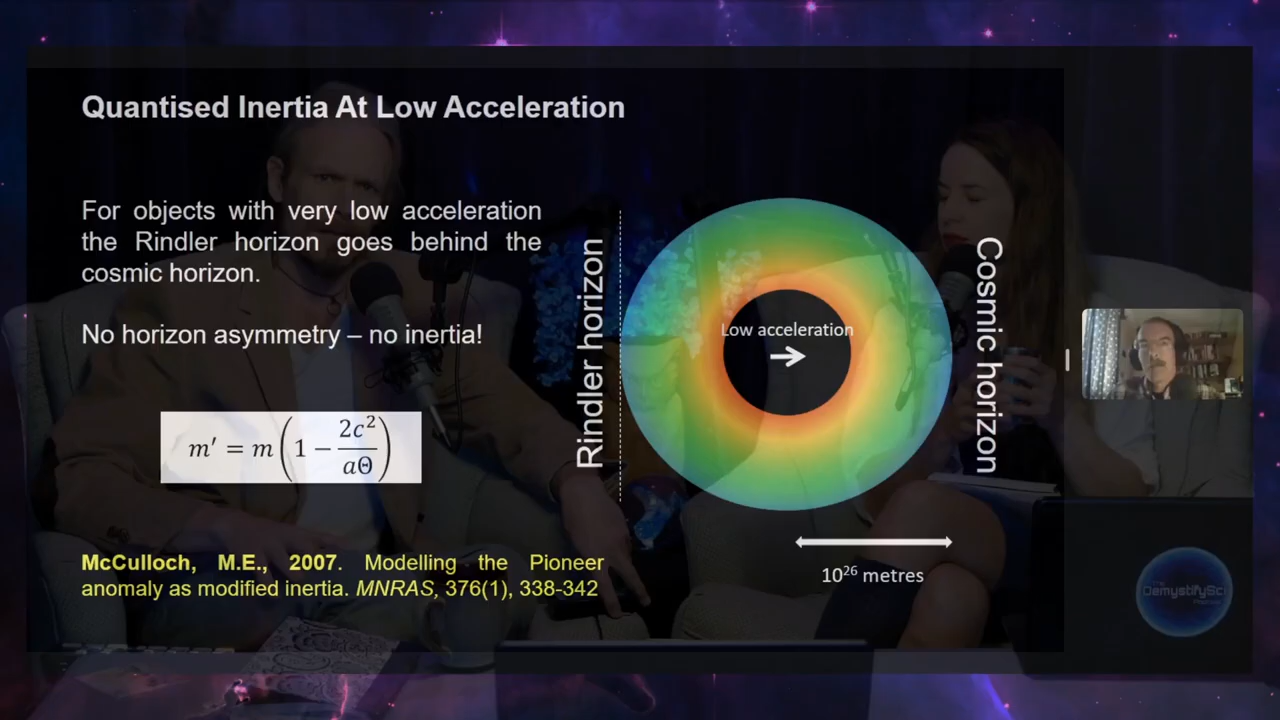 Quantised Inertia At Low Acceleration
For objects with very low acceleration
the Rindler horizon goes behind the
cosmic horizon.
No horizon asymmetry – no inertia!
m′ = m(1 − 2c²/aΘ)
McCulloch, M.E., 2007. Modelling the Pioneer
anomaly as modified inertia. MNRAS, 376(1), 338-342
Rindler horizon
Low acceleration
Cosmic horizon
10²⁶ metres
DemystifySci